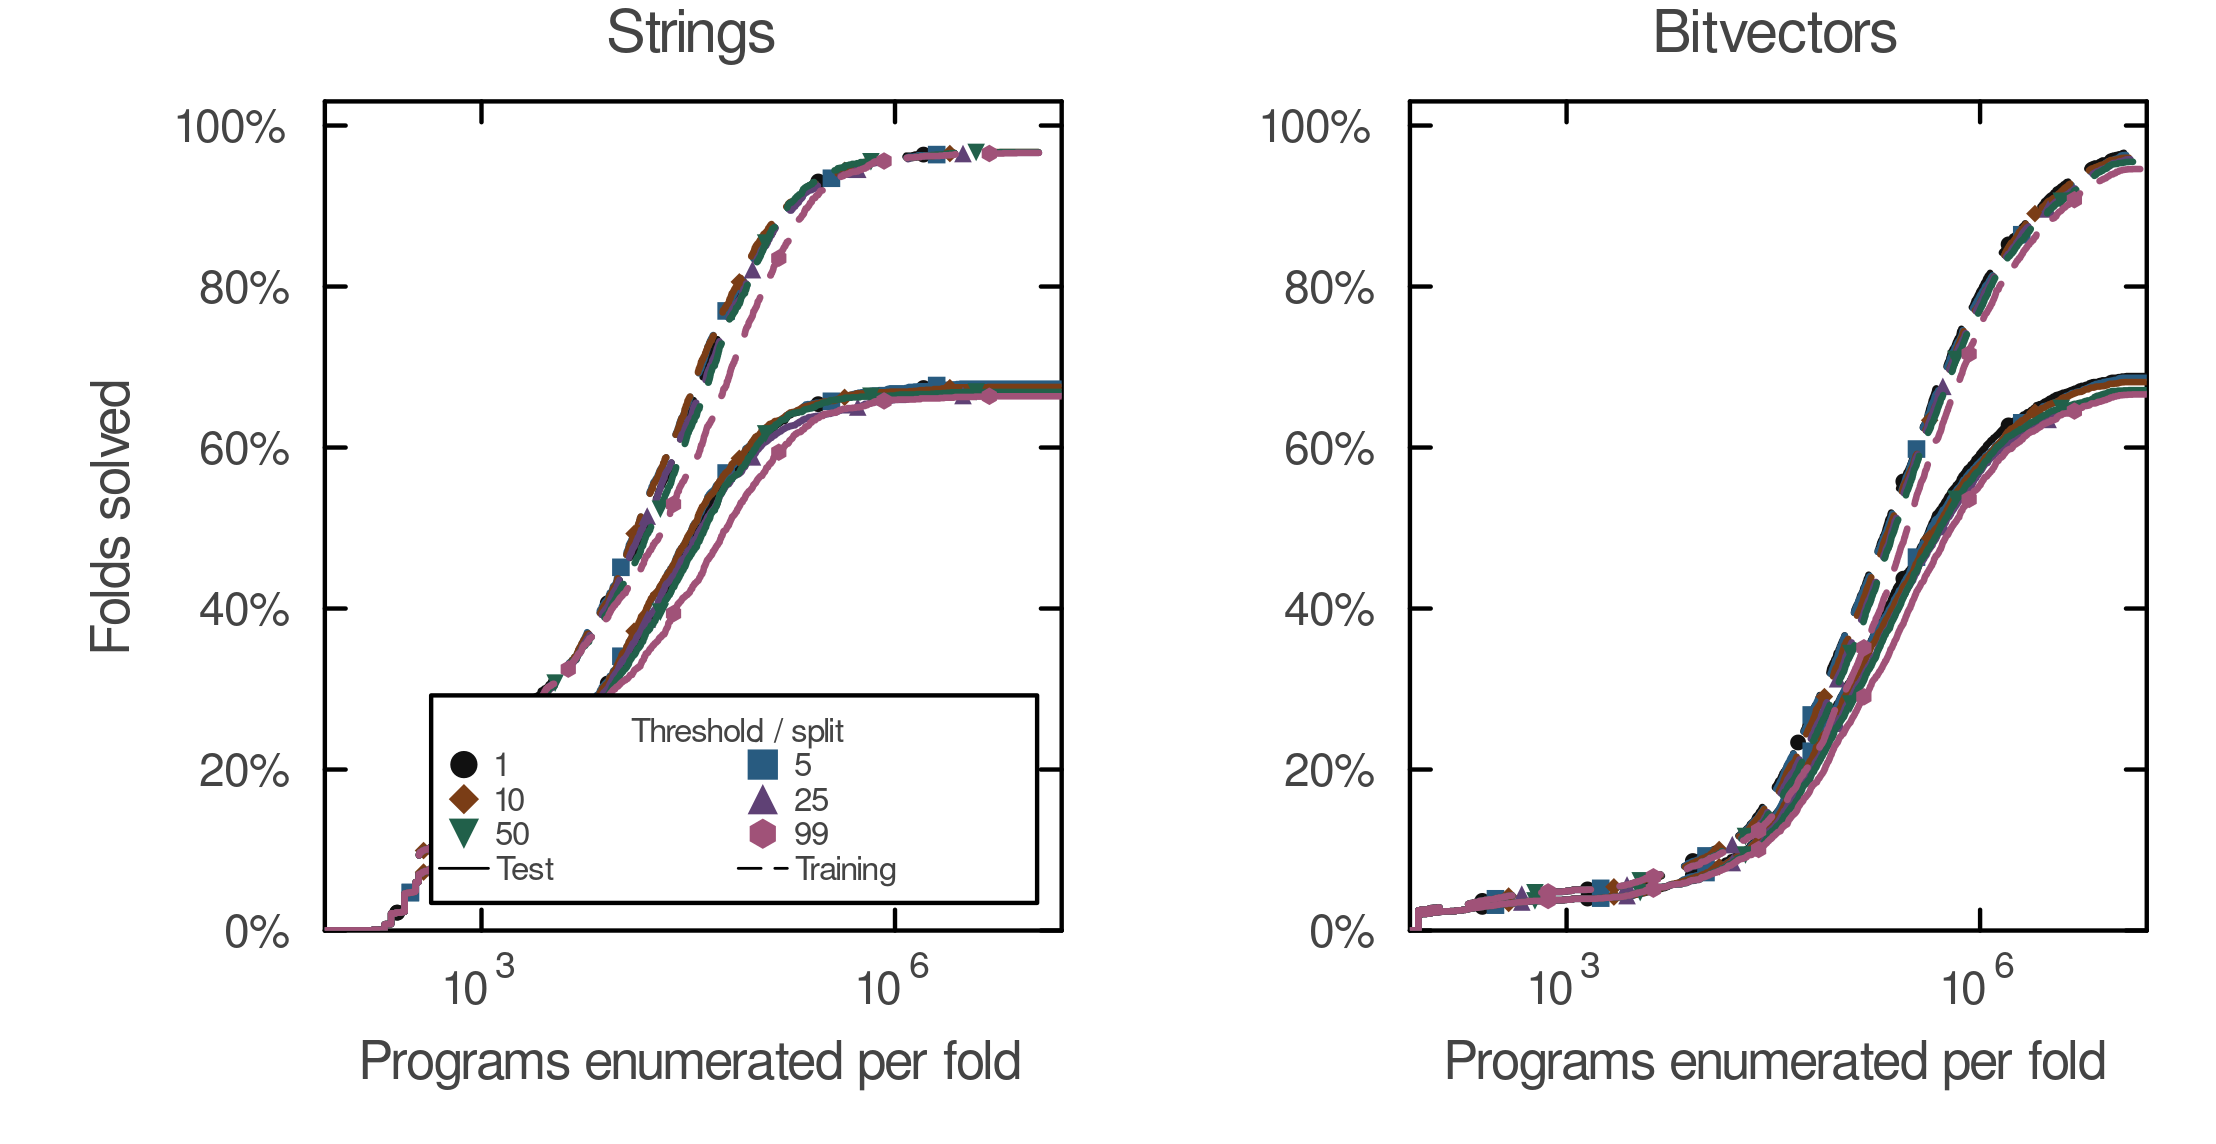 Strings
Bitvectors
100%
80%
60%
40%
20%
0%
Folds solved
10^3
10^6
Programs enumerated per fold
Threshold / split
1
5
10
25
50
99
Test
Training
100%
80%
60%
40%
20%
0%
10^3
10^6
Programs enumerated per fold